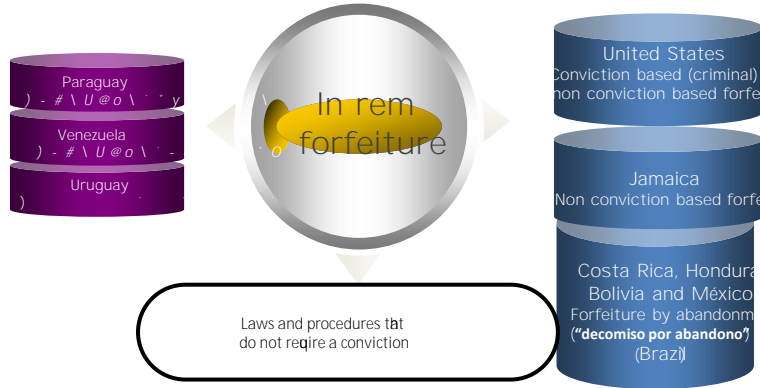 Paraguay
) - # \ U @ o \ ˙ ˙ y
Venezuela
) - # \ U @ o \ ˙ -
Uruguay
)
In rem
forfeiture
Laws and procedures that
do not reqire a conviction
United States
Conviction based (criminal)
non conviction based forfe
Jamaica
Non conviction based forfe
Costa Rica, Hondura
Bolivia and México
Forfeiture by abandonm
(“decomiso por abandono”)
(Brazil)